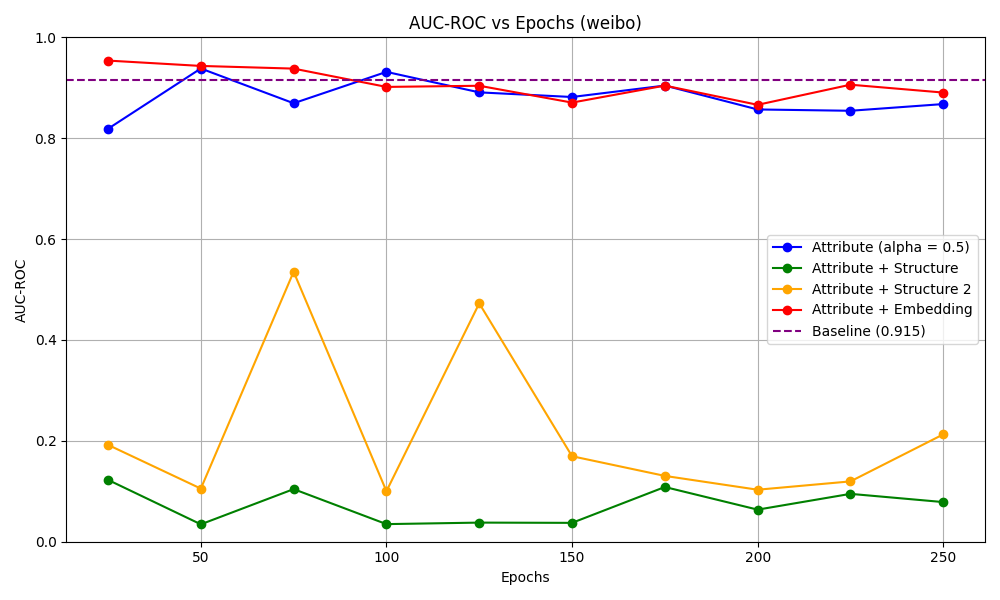 AUC-ROC vs Epochs (weibo)
1.0
0.8
0.6
0.4
0.2
0.0
AUC-ROC
Attribute (alpha = 0.5)
Attribute + Structure
Attribute + Structure 2
Attribute + Embedding
Baseline (0.915)
50
100
150
200
250
Epochs